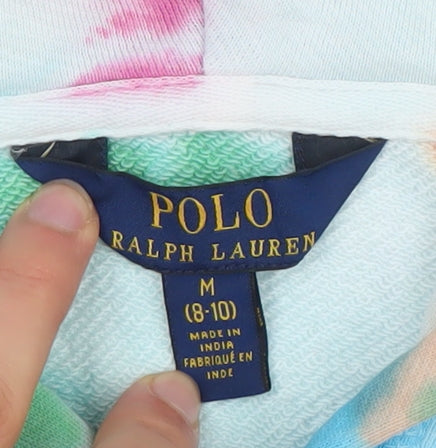 POLO
RALPH LAUREN
M
(8-10)
MADE IN
INDIA
FABRIQUÉ EN
INDE